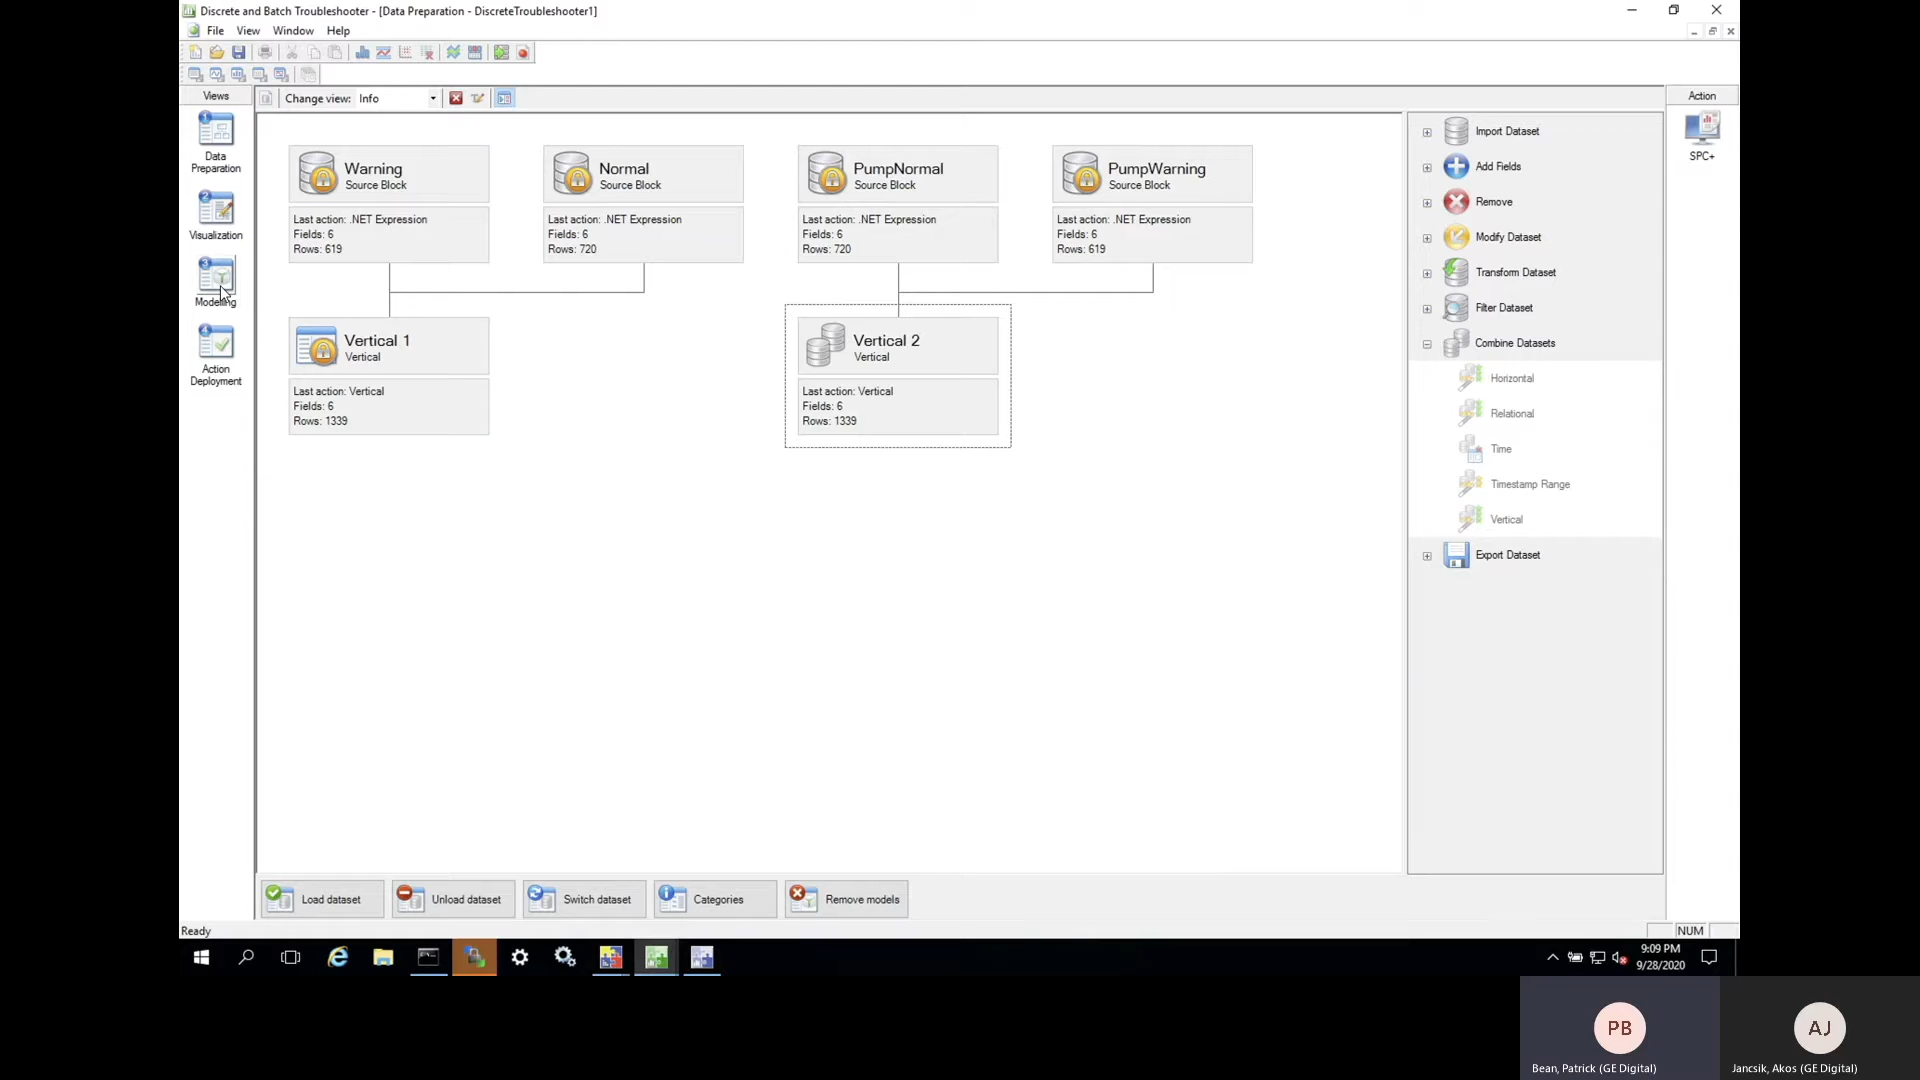 Discrete and Batch Troubleshooter - [Data Preparation - DiscreteTroubleshooter1]
File View Window Help
Views
Change view: Info
Action
1
Data
Preparation
2
Visualization
3
Modelling
4
Action
Deployment
Warning
Source Block
Last action: .NET Expression
Fields: 6
Rows: 619
Normal
Source Block
Last action: .NET Expression
Fields: 6
Rows: 720
PumpNormal
Source Block
Last action: .NET Expression
Fields: 6
Rows: 720
PumpWarning
Source Block
Last action: .NET Expression
Fields: 6
Rows: 619
Vertical 1
Vertical
Last action: Vertical
Fields: 6
Rows: 1339
Vertical 2
Vertical
Last action: Vertical
Fields: 6
Rows: 1339
Import Dataset
Add Fields
Remove
Modify Dataset
Transform Dataset
Filter Dataset
Combine Datasets
Horizontal
Relational
Time
Timestamp Range
Vertical
Export Dataset
SPC+
Load dataset
Unload dataset
Switch dataset
Categories
Remove models
Ready
NUM
9:09 PM
9/28/2020
PB
Bean, Patrick (GE Digital)
AJ
Jancsik, Akos (GE Digital)